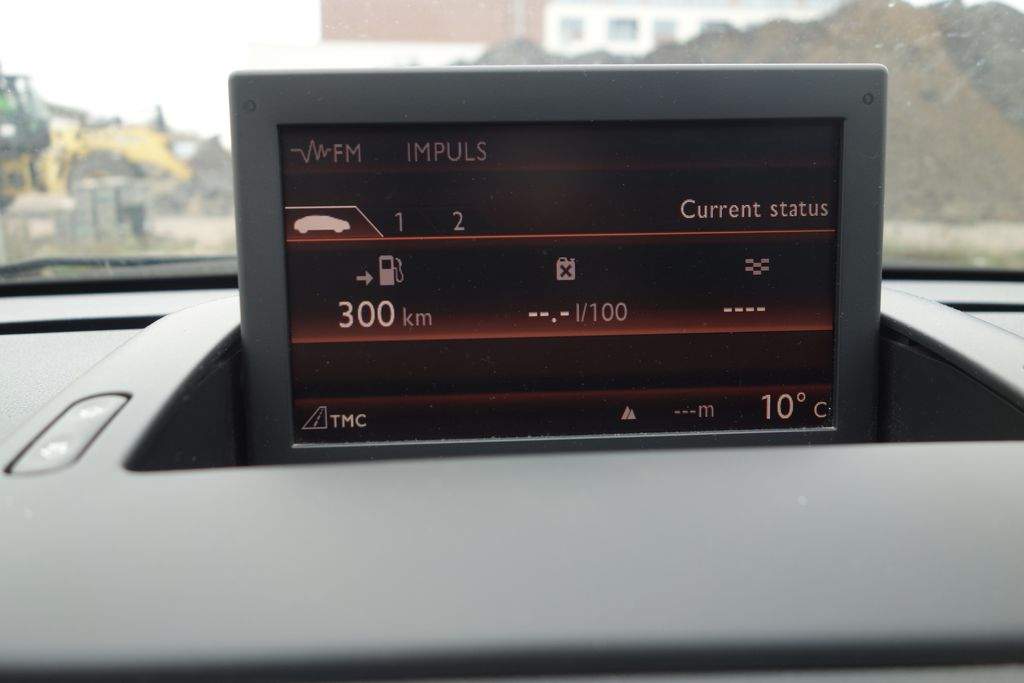 FM IMPULS
1 2 Current status
300 km --.- l/100 ----
TMC ---m 10° C